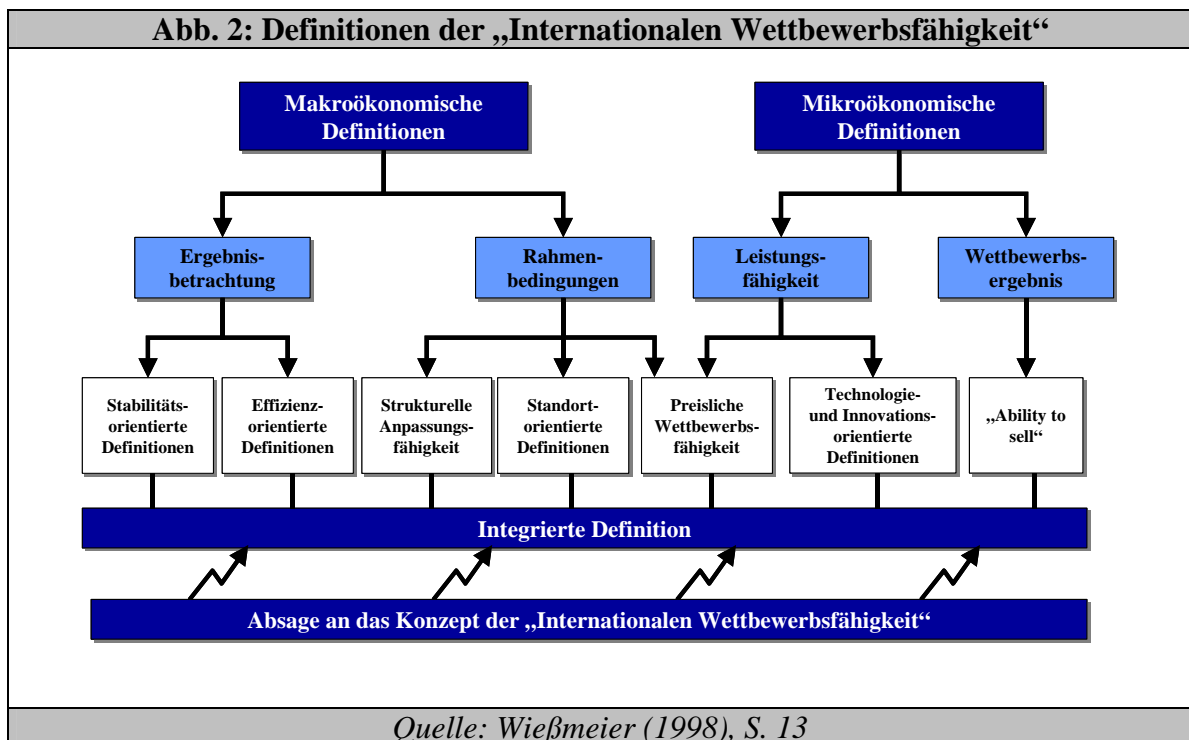 Abb. 2: Definitionen der „Internationalen Wettbewerbsfähigkeit“
Makroökonomische
Definitionen
Mikroökonomische
Definitionen
Ergebnis-
betrachtung
Rahmen-
bedingungen
Leistungs-
fähigkeit
Wettbewerbs-
ergebnis
Stabilitäts-
orientierte
Definitionen
Effizienz-
orientierte
Definitionen
Strukturelle
Anpassungs-
fähigkeit
Standort-
orientierte
Definitionen
Preisliche
Wettbewerbs-
fähigkeit
Technologie-
und Innovations-
orientierte
Definitionen
„Ability to
sell“
Integrierte Definition
Absage an das Konzept der „Internationalen Wettbewerbsfähigkeit“
Quelle: Wießmeier (1998), S. 13